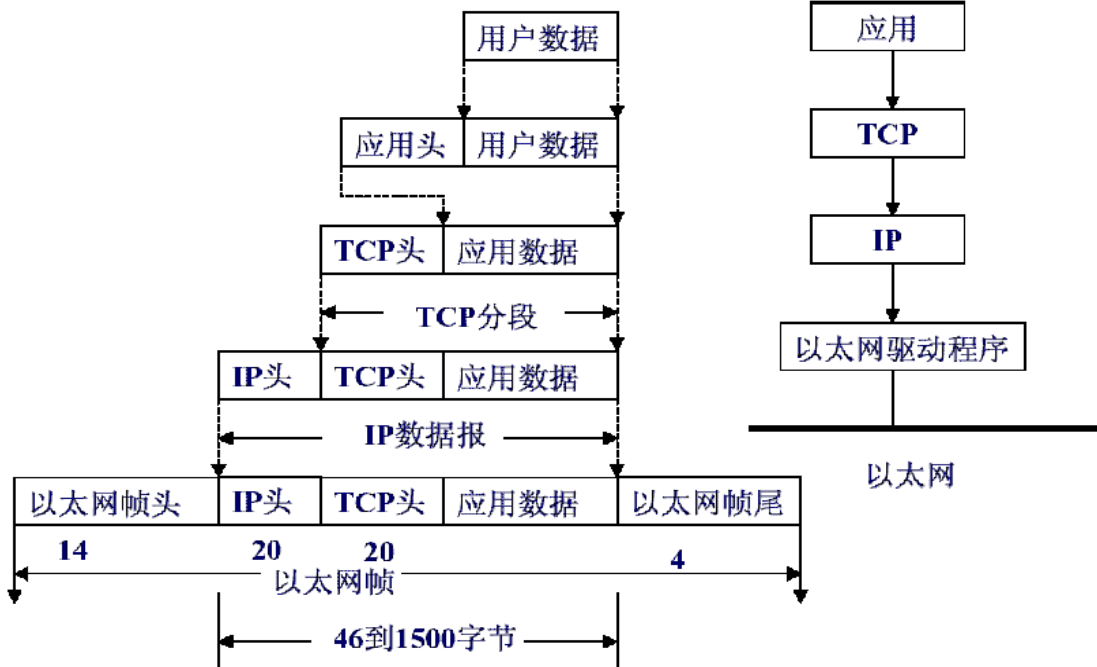 用户数据
应用头 用户数据
TCP头 应用数据
TCP分段
IP头 TCP头 应用数据
IP数据报
以太网帧头 IP头 TCP头 应用数据 以太网帧尾
14 20 20 4
以太网帧
46到1500字节
应用
TCP
IP
以太网驱动程序
以太网